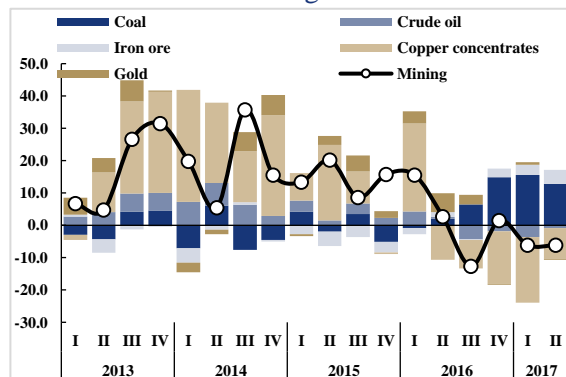 Coal Crude oil
Iron ore Copper concentrates
Gold Mining
50.0
40.0
30.0
20.0
10.0
0.0
-10.0
-20.0
-30.0
I II III IV I II III IV I II III IV I II III IV I II
2013 2014 2015 2016 2017